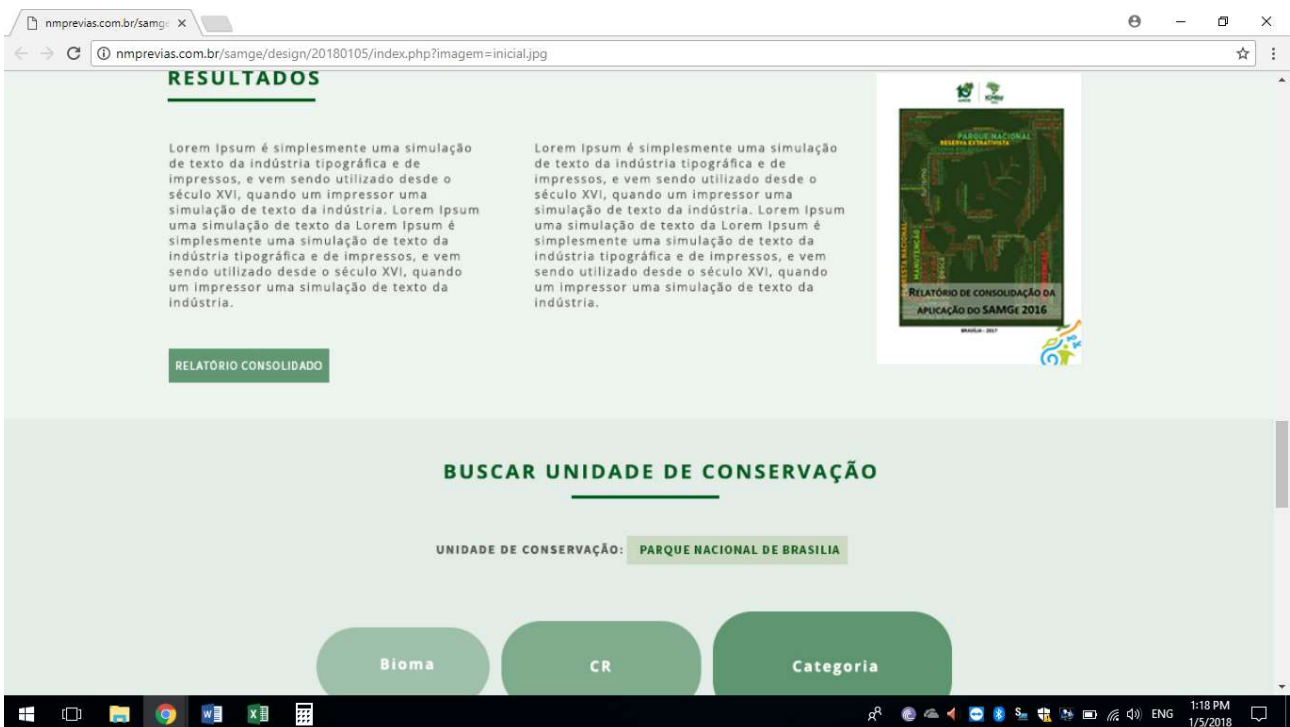 nmprevias.com.br/samge
nmprevias.com.br/samge/design/20180105/index.php?imagem=inicial.jpg
RESULTADOS
Lorem Ipsum é simplesmente uma simulação
de texto da indústria tipográfica e de
impressos, e vem sendo utilizado desde o
século XVI, quando um impressor uma
simulação de texto da indústria. Lorem Ipsum
uma simulação de texto da Lorem Ipsum é
simplesmente uma simulação de texto da
indústria tipográfica e de impressos, e vem
sendo utilizado desde o século XVI, quando
um impressor uma simulação de texto da
indústria.
Lorem Ipsum é simplesmente uma simulação
de texto da indústria tipográfica e de
impressos, e vem sendo utilizado desde o
século XVI, quando um impressor uma
simulação de texto da indústria. Lorem Ipsum
uma simulação de texto da Lorem Ipsum é
simplesmente uma simulação de texto da
indústria tipográfica e de impressos, e vem
sendo utilizado desde o século XVI, quando
um impressor uma simulação de texto da
indústria.
ICMBio
PARQUE NACIONAL
RESERVA EXTRATIVISTA
MANUTENÇÃO
RELATÓRIO DE CONSOLIDAÇÃO DA
APLICAÇÃO DO SAMGE 2016
BRASÍLIA - 2017
RELATÓRIO CONSOLIDADO
BUSCAR UNIDADE DE CONSERVAÇÃO
UNIDADE DE CONSERVAÇÃO: PARQUE NACIONAL DE BRASILIA
Bioma
CR
Categoria
ENG
1:18 PM
1/5/2018